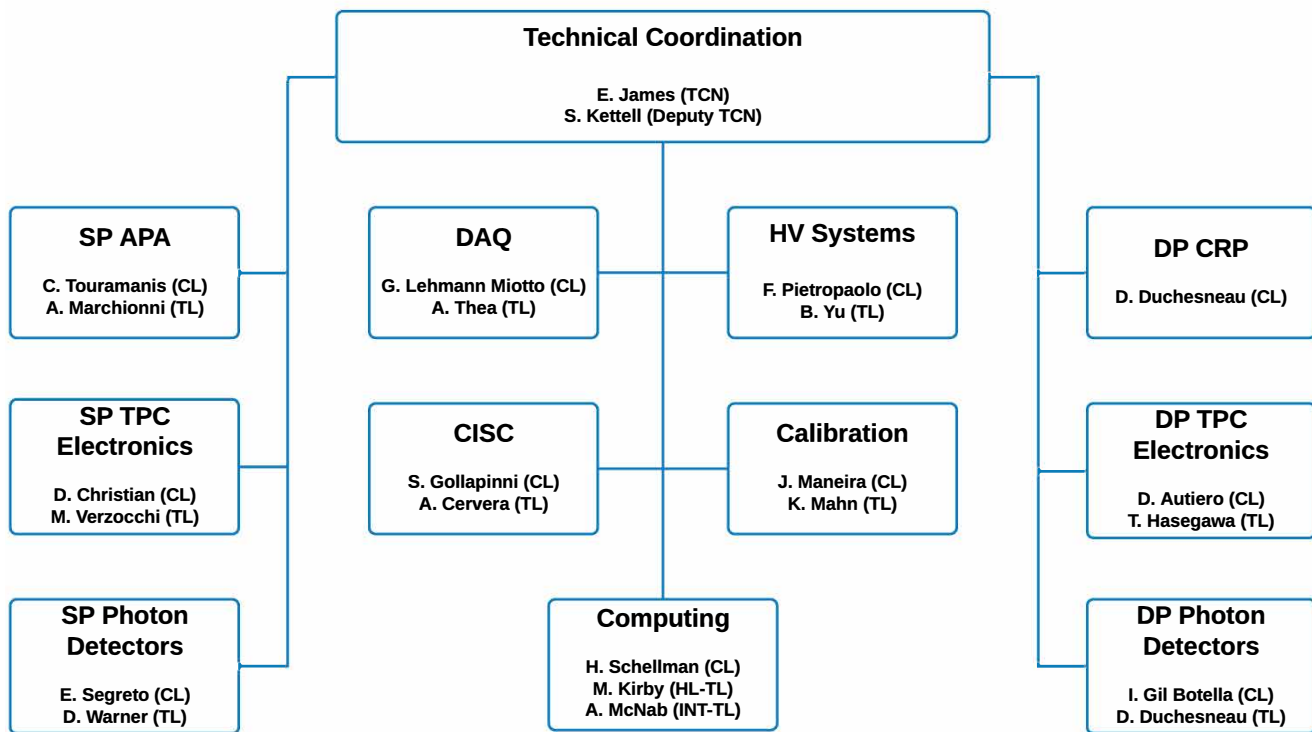 Technical Coordination
E. James (TCN)
S. Kettell (Deputy TCN)
SP APA
C. Touramanis (CL)
A. Marchionni (TL)
DAQ
G. Lehmann Miotto (CL)
A. Thea (TL)
HV Systems
F. Pietropaolo (CL)
B. Yu (TL)
DP CRP
D. Duchesneau (CL)
SP TPC
Electronics
D. Christian (CL)
M. Verzocchi (TL)
CISC
S. Gollapinni (CL)
A. Cervera (TL)
Calibration
J. Maneira (CL)
K. Mahn (TL)
DP TPC
Electronics
D. Autiero (CL)
T. Hasegawa (TL)
SP Photon
Detectors
E. Segreto (CL)
D. Warner (TL)
Computing
H. Schellman (CL)
M. Kirby (HL-TL)
A. McNab (INT-TL)
DP Photon
Detectors
I. Gil Botella (CL)
D. Duchesneau (TL)